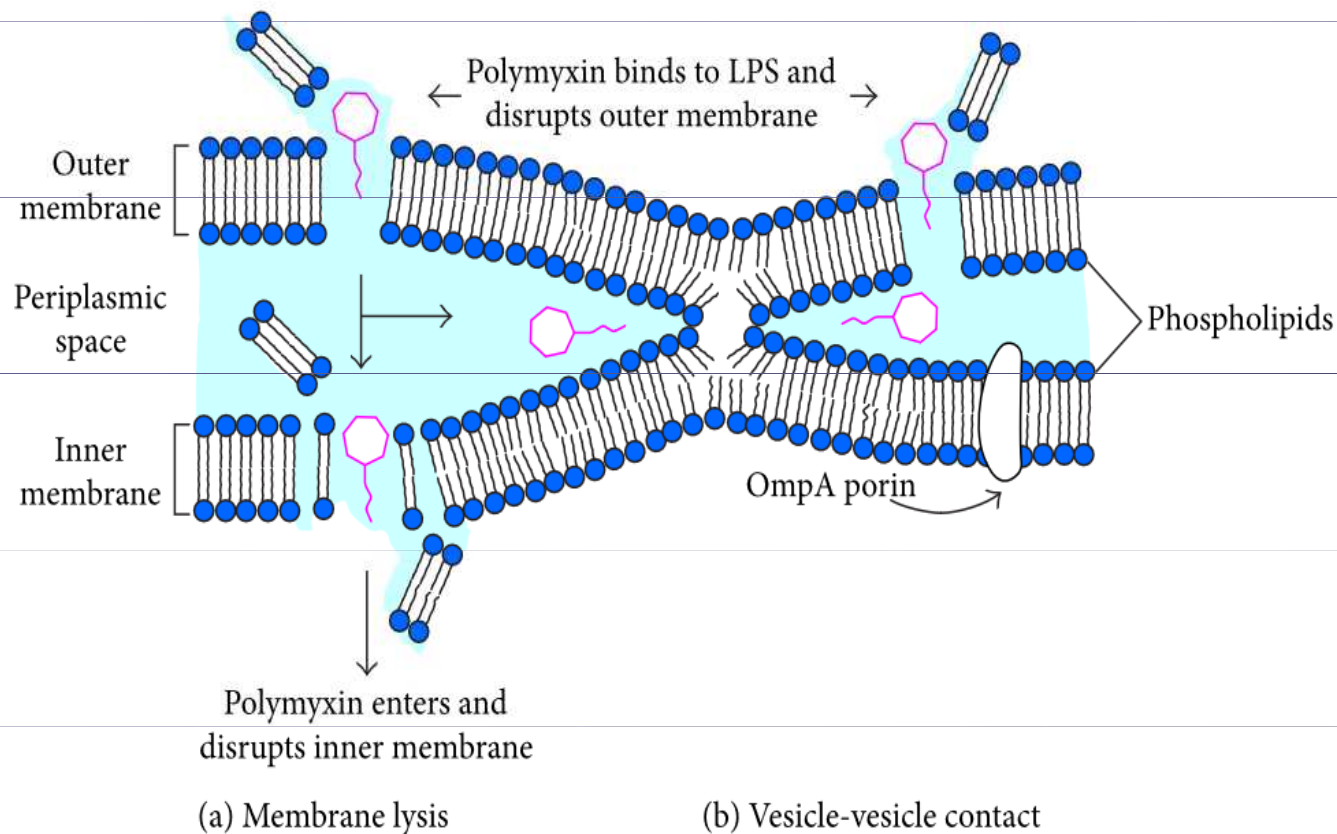 Polymyxin binds to LPS and
disrupts outer membrane
Outer
membrane
Periplasmic
space
Phospholipids
Inner
membrane
OmpA porin
Polymyxin enters and
disrupts inner membrane
(a) Membrane lysis
(b) Vesicle-vesicle contact